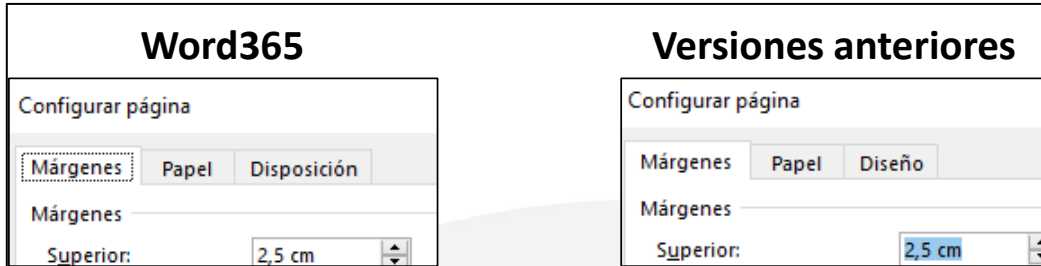 Word365
Configurar página
Márgenes Papel Disposición
Márgenes
Superior: 2,5 cm
Versiones anteriores
Configurar página
Márgenes Papel Diseño
Márgenes
Superior: 2,5 cm